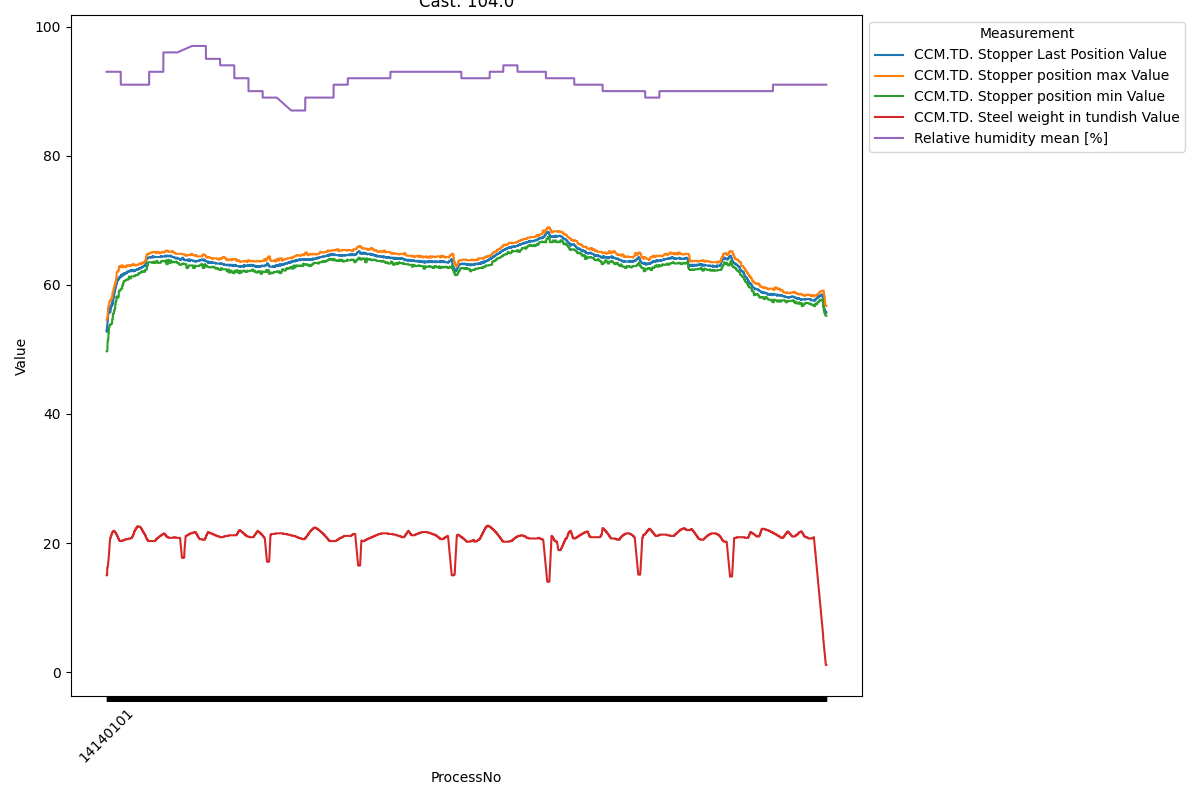 Cast: 104.0
100
80
60
40
20
0
Value
14140101
ProcessNo
Measurement
CCM.TD. Stopper Last Position Value
CCM.TD. Stopper position max Value
CCM.TD. Stopper position min Value
CCM.TD. Steel weight in tundish Value
Relative humidity mean [%]